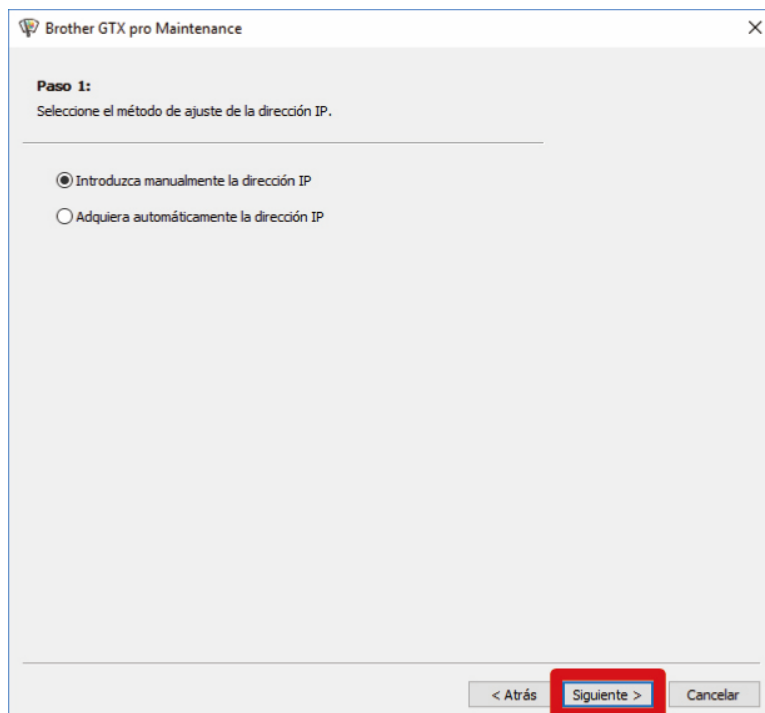 Brother GTX pro Maintenance
Paso 1:
Seleccione el método de ajuste de la dirección IP.
Introduzca manualmente la dirección IP
Adquiera automáticamente la dirección IP
< Atrás Siguiente > Cancelar